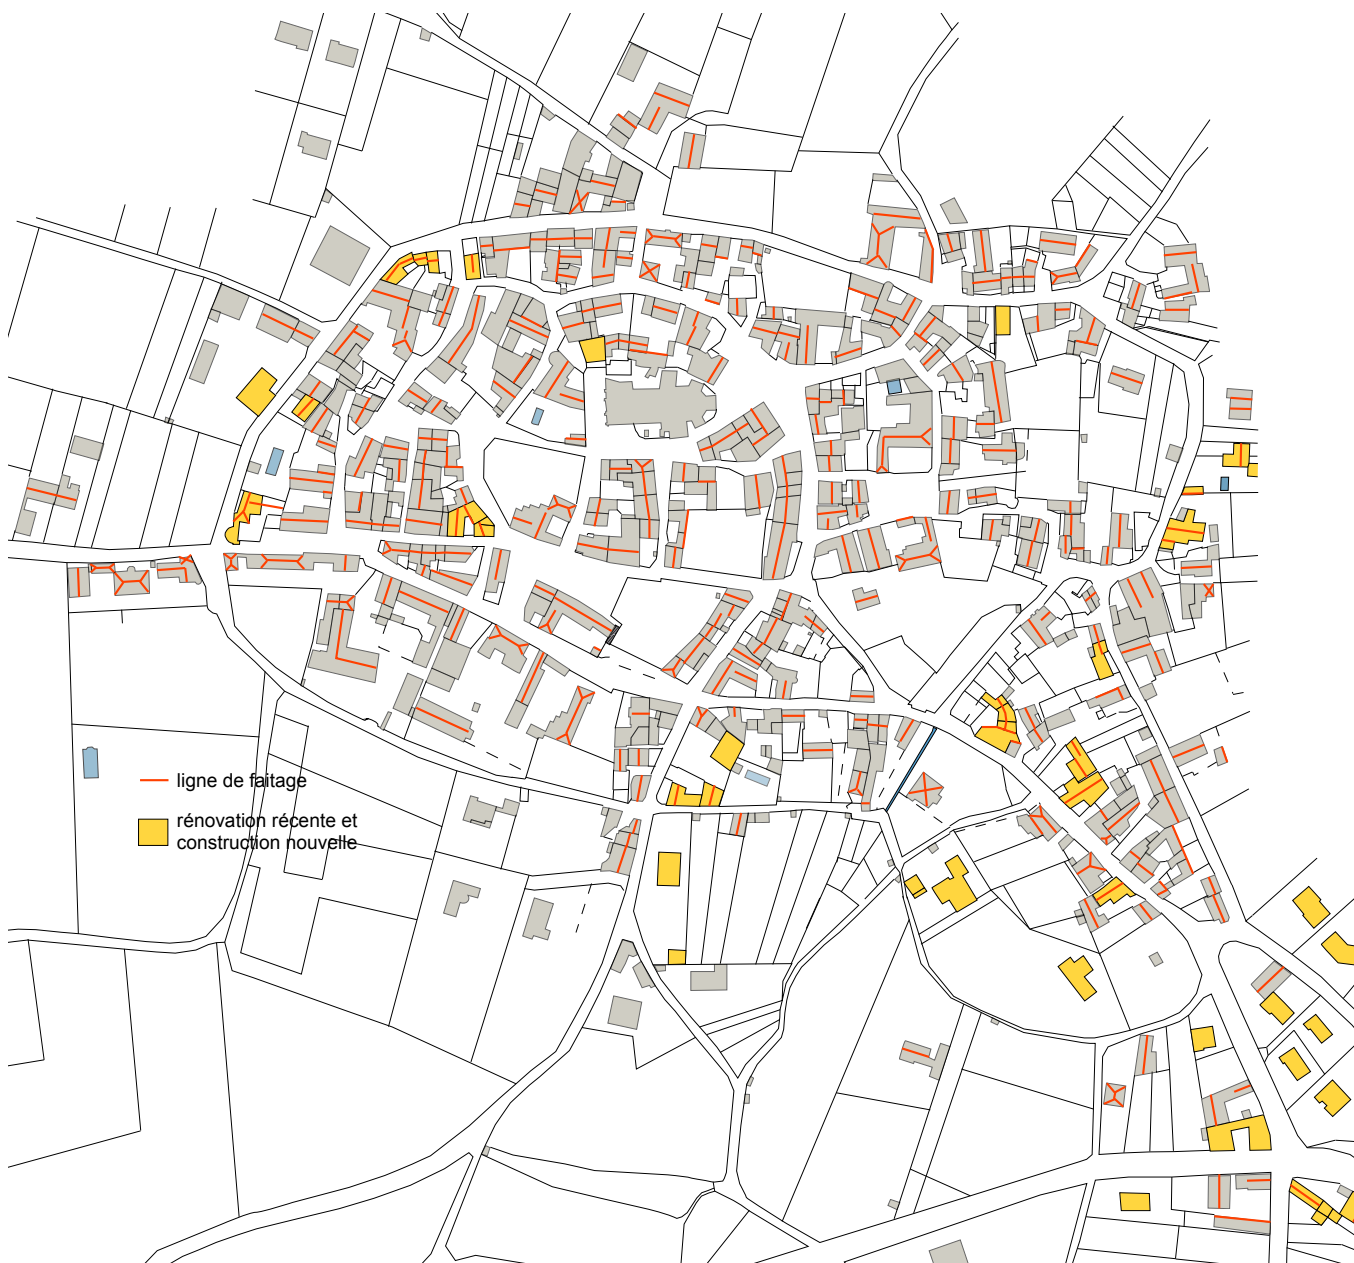 ligne de faitage
rénovation récente et
construction nouvelle